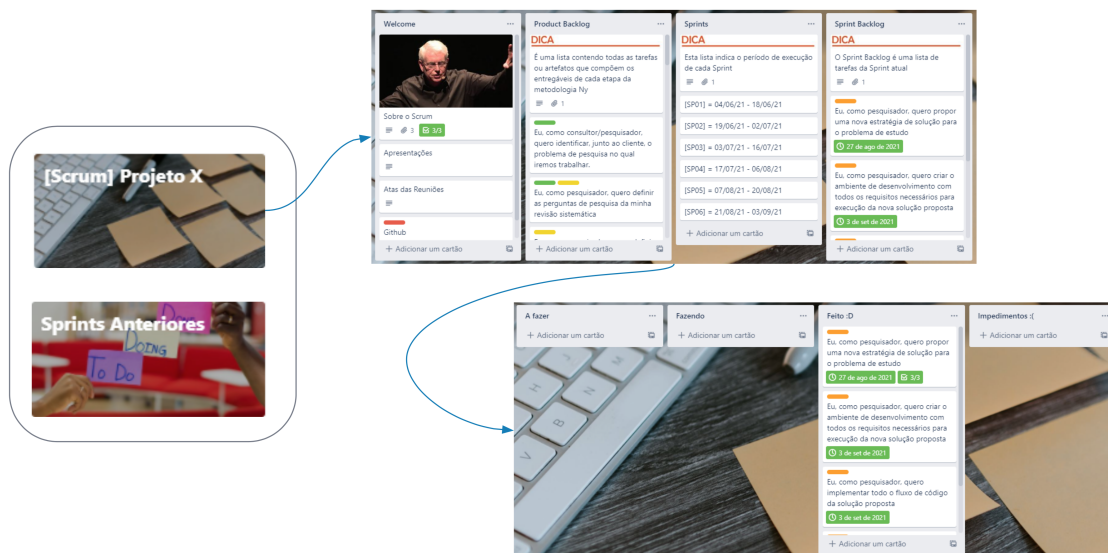 [Scrum] Projeto X
Sprints Anteriores
DOING
To Do
Welcome
Sobre o Scrum
3
3/3
Apresentações
Atas das Reuniões
Github
+ Adicionar um cartão
Product Backlog
DICA
É uma lista contendo todas as tarefas
ou artefatos que compõem os
entregáveis de cada etapa da
metodologia Ny
1
Eu, como consultor/pesquisador,
quero identificar, junto ao cliente, o
problema de pesquisa no qual
iremos trabalhar.
Eu, como pesquisador, quero definir
as perguntas de pesquisa da minha
revisão sistemática
+ Adicionar um cartão
Sprints
DICA
Esta lista indica o período de execução
de cada Sprint
1
[SP01] = 04/06/21 - 18/06/21
[SP02] = 19/06/21 - 02/07/21
[SP03] = 03/07/21 - 16/07/21
[SP04] = 17/07/21 - 06/08/21
[SP05] = 07/08/21 - 20/08/21
[SP06] = 21/08/21 - 03/09/21
+ Adicionar um cartão
Sprint Backlog
DICA
O Sprint Backlog é uma lista de
tarefas da Sprint atual
1
Eu, como pesquisador, quero propor
uma nova estratégia de solução para
o problema de estudo
27 de ago de 2021
Eu, como pesquisador, quero criar o
ambiente de desenvolvimento com
todos os requisitos necessários para
execução da nova solução proposta
3 de set de 2021
+ Adicionar um cartão
A fazer
+ Adicionar um cartão
Fazendo
+ Adicionar um cartão
Feito :D
Eu, como pesquisador, quero propor
uma nova estratégia de solução para
o problema de estudo
27 de ago de 2021
3/3
Eu, como pesquisador, quero criar o
ambiente de desenvolvimento com
todos os requisitos necessários para
execução da nova solução proposta
3 de set de 2021
Eu, como pesquisador, quero
implementar todo o fluxo de código
da solução proposta
3 de set de 2021
+ Adicionar um cartão
Impedimentos :(
+ Adicionar um cartão